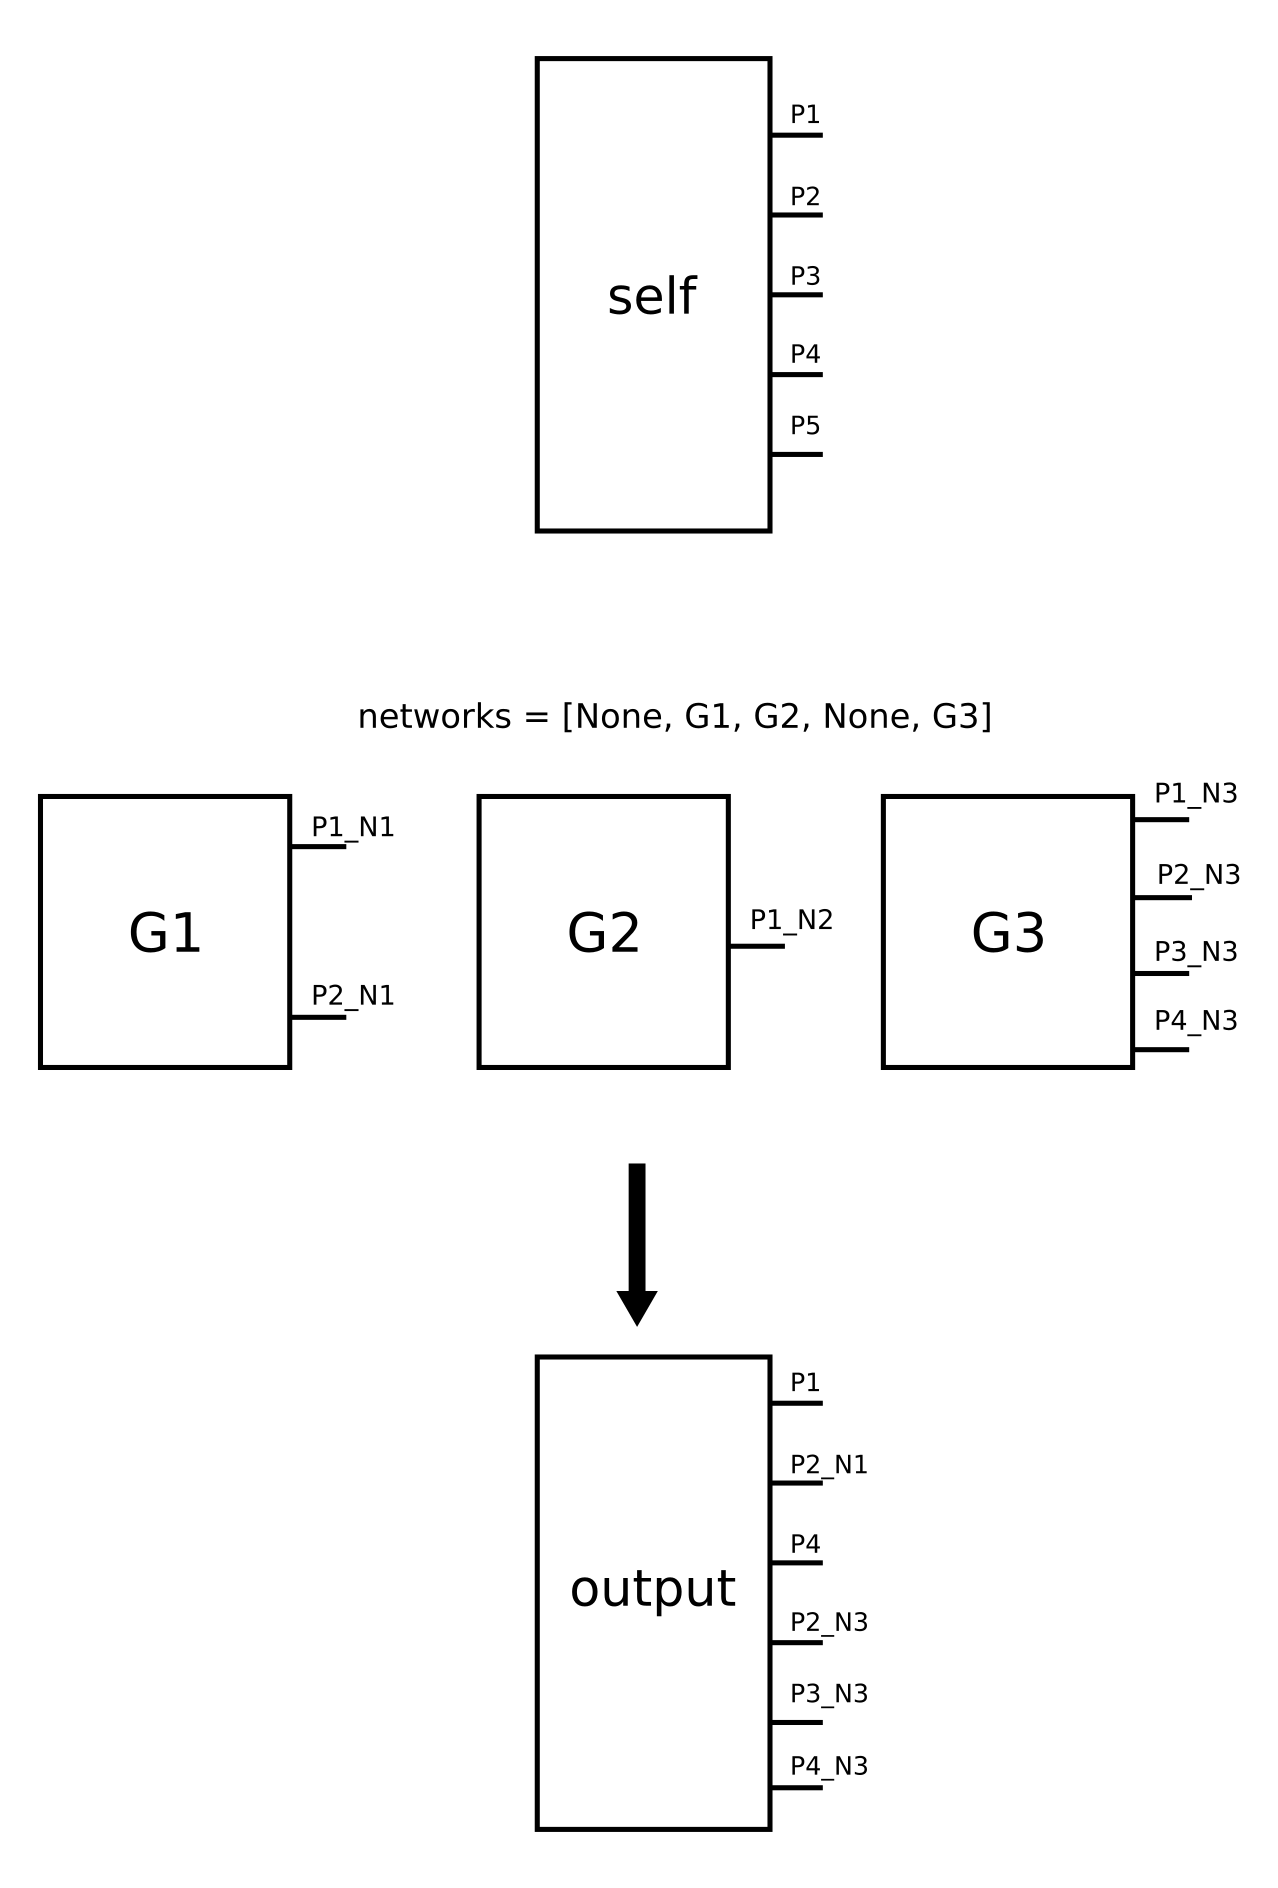 P1
P2
P3
self
P4
P5
networks = [None, G1, G2, None, G3]
P1_N3
P1_N1
P2_N3
P1_N2
G1
G2
G3
P3_N3
P2_N1
P4_N3
P1
P2_N1
P4
output
P2_N3
P3_N3
P4_N3